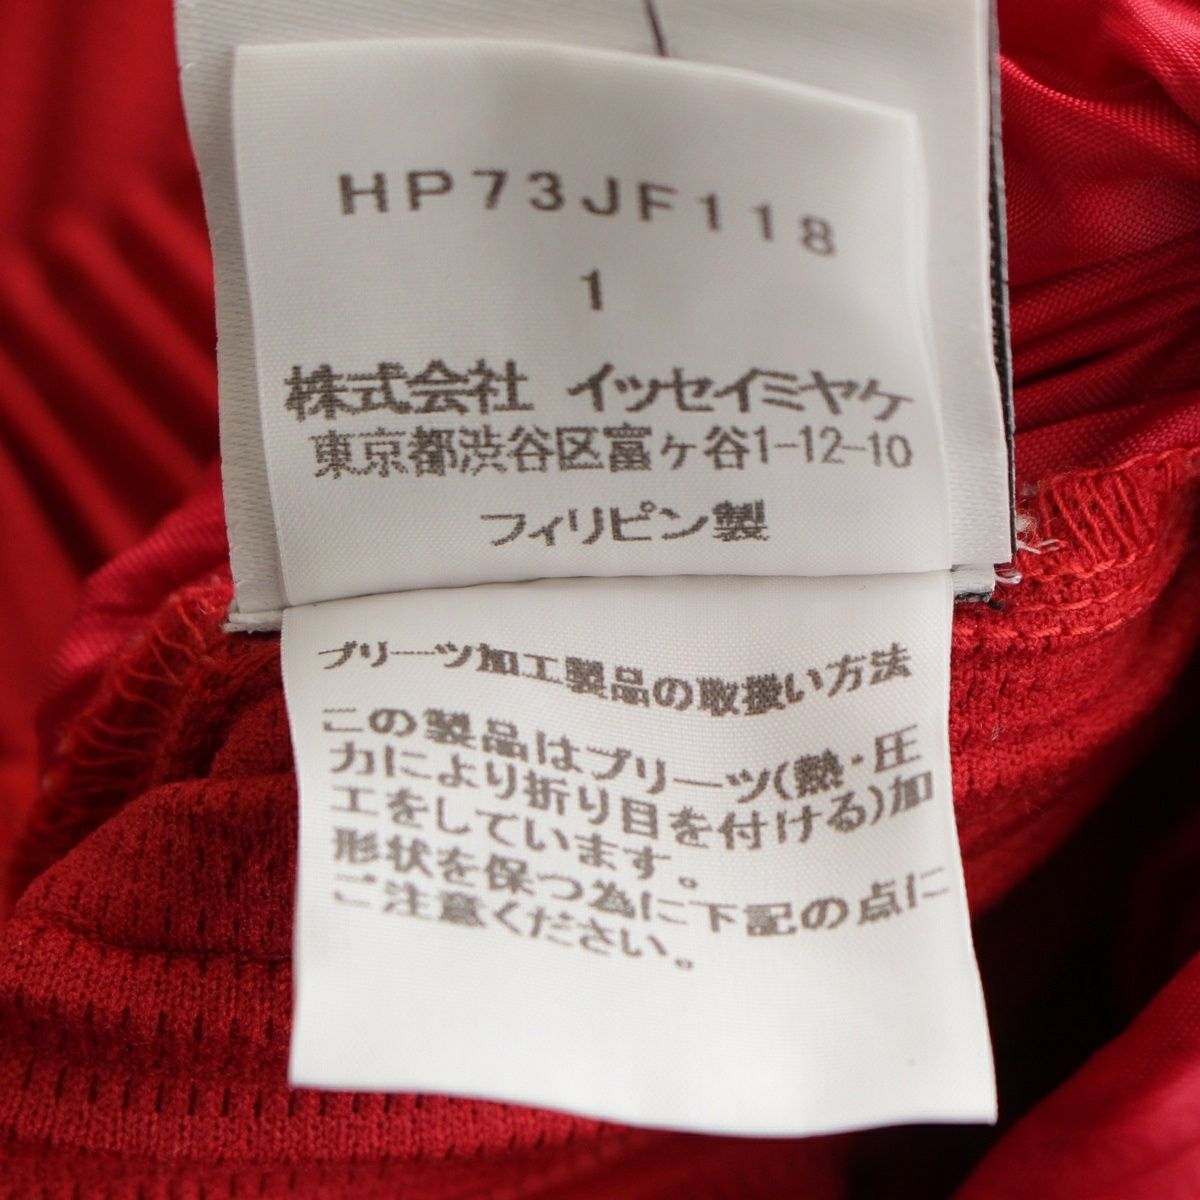 HP73JF118
1
株式会社 イッセイミヤケ
東京都渋谷区富ヶ谷1-12-10
フィリピン製
プリーツ加工製品の取扱い方法
この製品はプリーツ(熱・圧
力により折り目を付ける)加
工をしています。
形状を保つ為に下記の点に
ご注意ください。